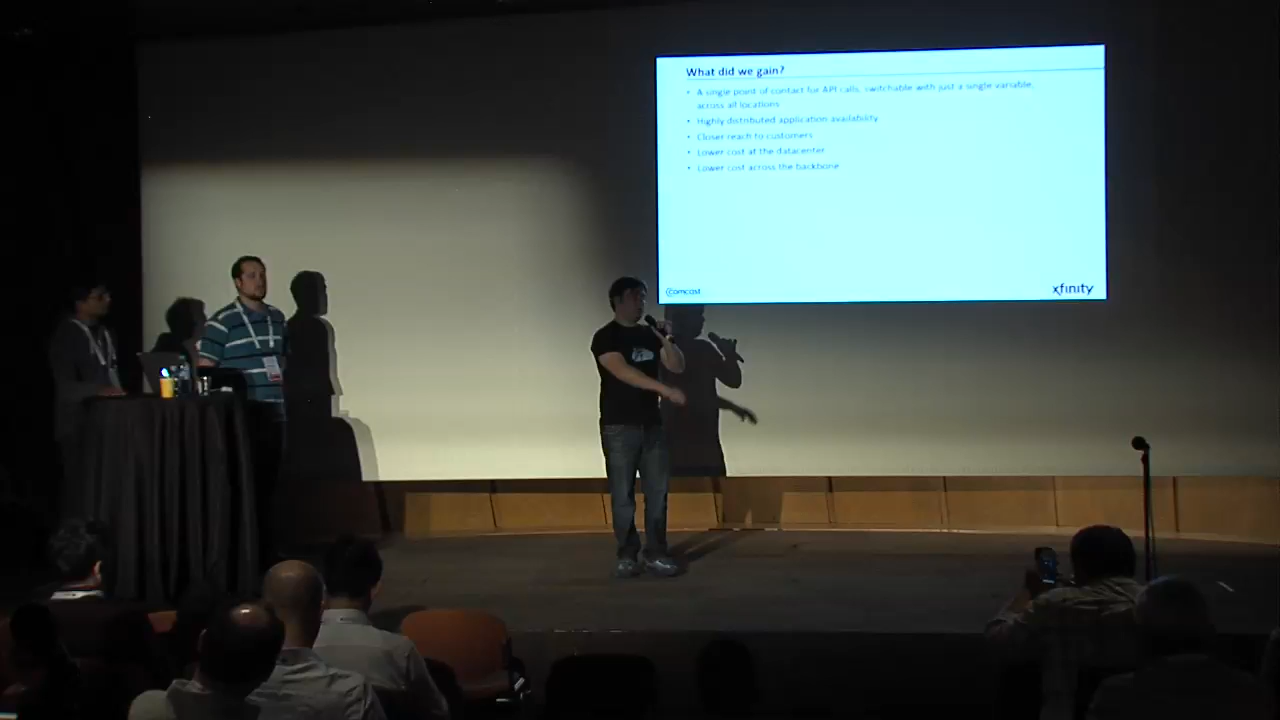 What did we gain?
• A single point of contact for API calls, switchable with just a single variable,
across all locations
• Highly distributed application availability
• Closer reach to customers
• Lower cost at the datacenter
• Lower cost across the backbone
comcast
xfinity